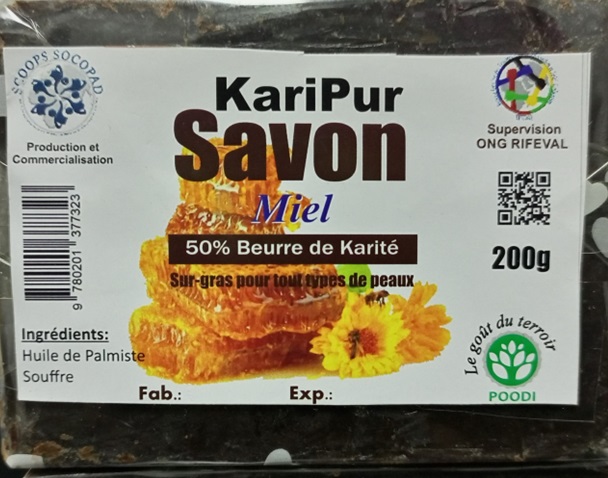 SCOOPS SOCOPAD
Production et
Commercialisation
KariPur
Savon
Miel
50% Beurre de Karité
Sur-gras pour tout types de peaux
Supervision
ONG RIFEVAL
200g
9 780201 377323
Ingrédients:
Huile de Palmiste
Souffre
Fab.:
Exp.:
Le goût du terroir
POODI